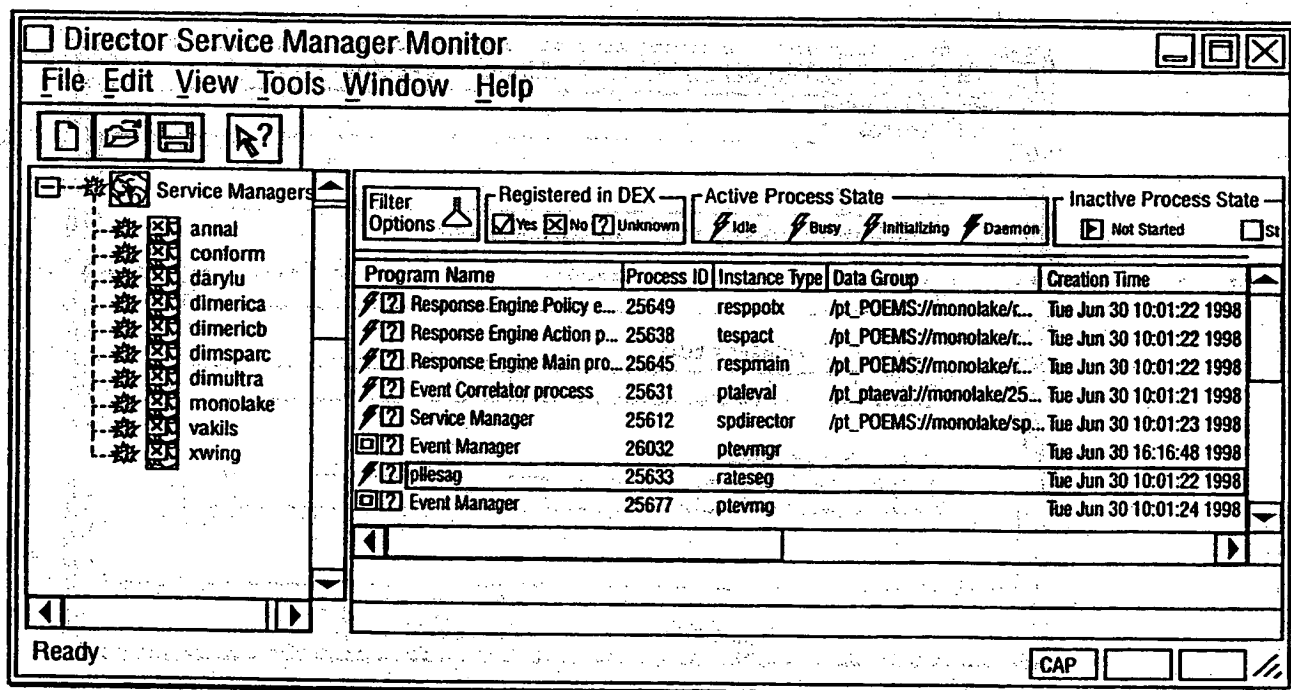 Director Service Manager Monitor
File Edit View Tools Window Help
Service Managers
annal
conform
darylu
dimerica
dimericb
dimsparc
dimultra
monolake
vakils
xwing
Filter Options
Registered in DEX
Yes No ? Unknown
Active Process State
Idle Busy Initializing Daemon
Inactive Process State
Not Started St
Program Name Process ID Instance Type Data Group Creation Time
? Response Engine Policy e... 25649 resppolx /pt_POEMS://monolake/r... Tue Jun 30 10:01:22 1998
? Response Engine Action p... 25638 tespact /pt_POEMS://monolake/r... Tue Jun 30 10:01:22 1998
? Response Engine Main pro... 25645 respmain /pt_POEMS://monolake/r... Tue Jun 30 10:01:22 1998
? Event Correlator process 25631 ptaleval /pt_ptaeval://monolake/25... Tue Jun 30 10:01:21 1998
? Service Manager 25612 spdirector /pt_POEMS://monolake/sp... Tue Jun 30 10:01:23 1998
? Event Manager 26032 ptevmgr Tue Jun 30 16:16:48 1998
? pilesag 25633 rateseg Tue Jun 30 10:01:22 1998
? Event Manager 25677 ptevmg Tue Jun 30 10:01:24 1998
Ready
CAP